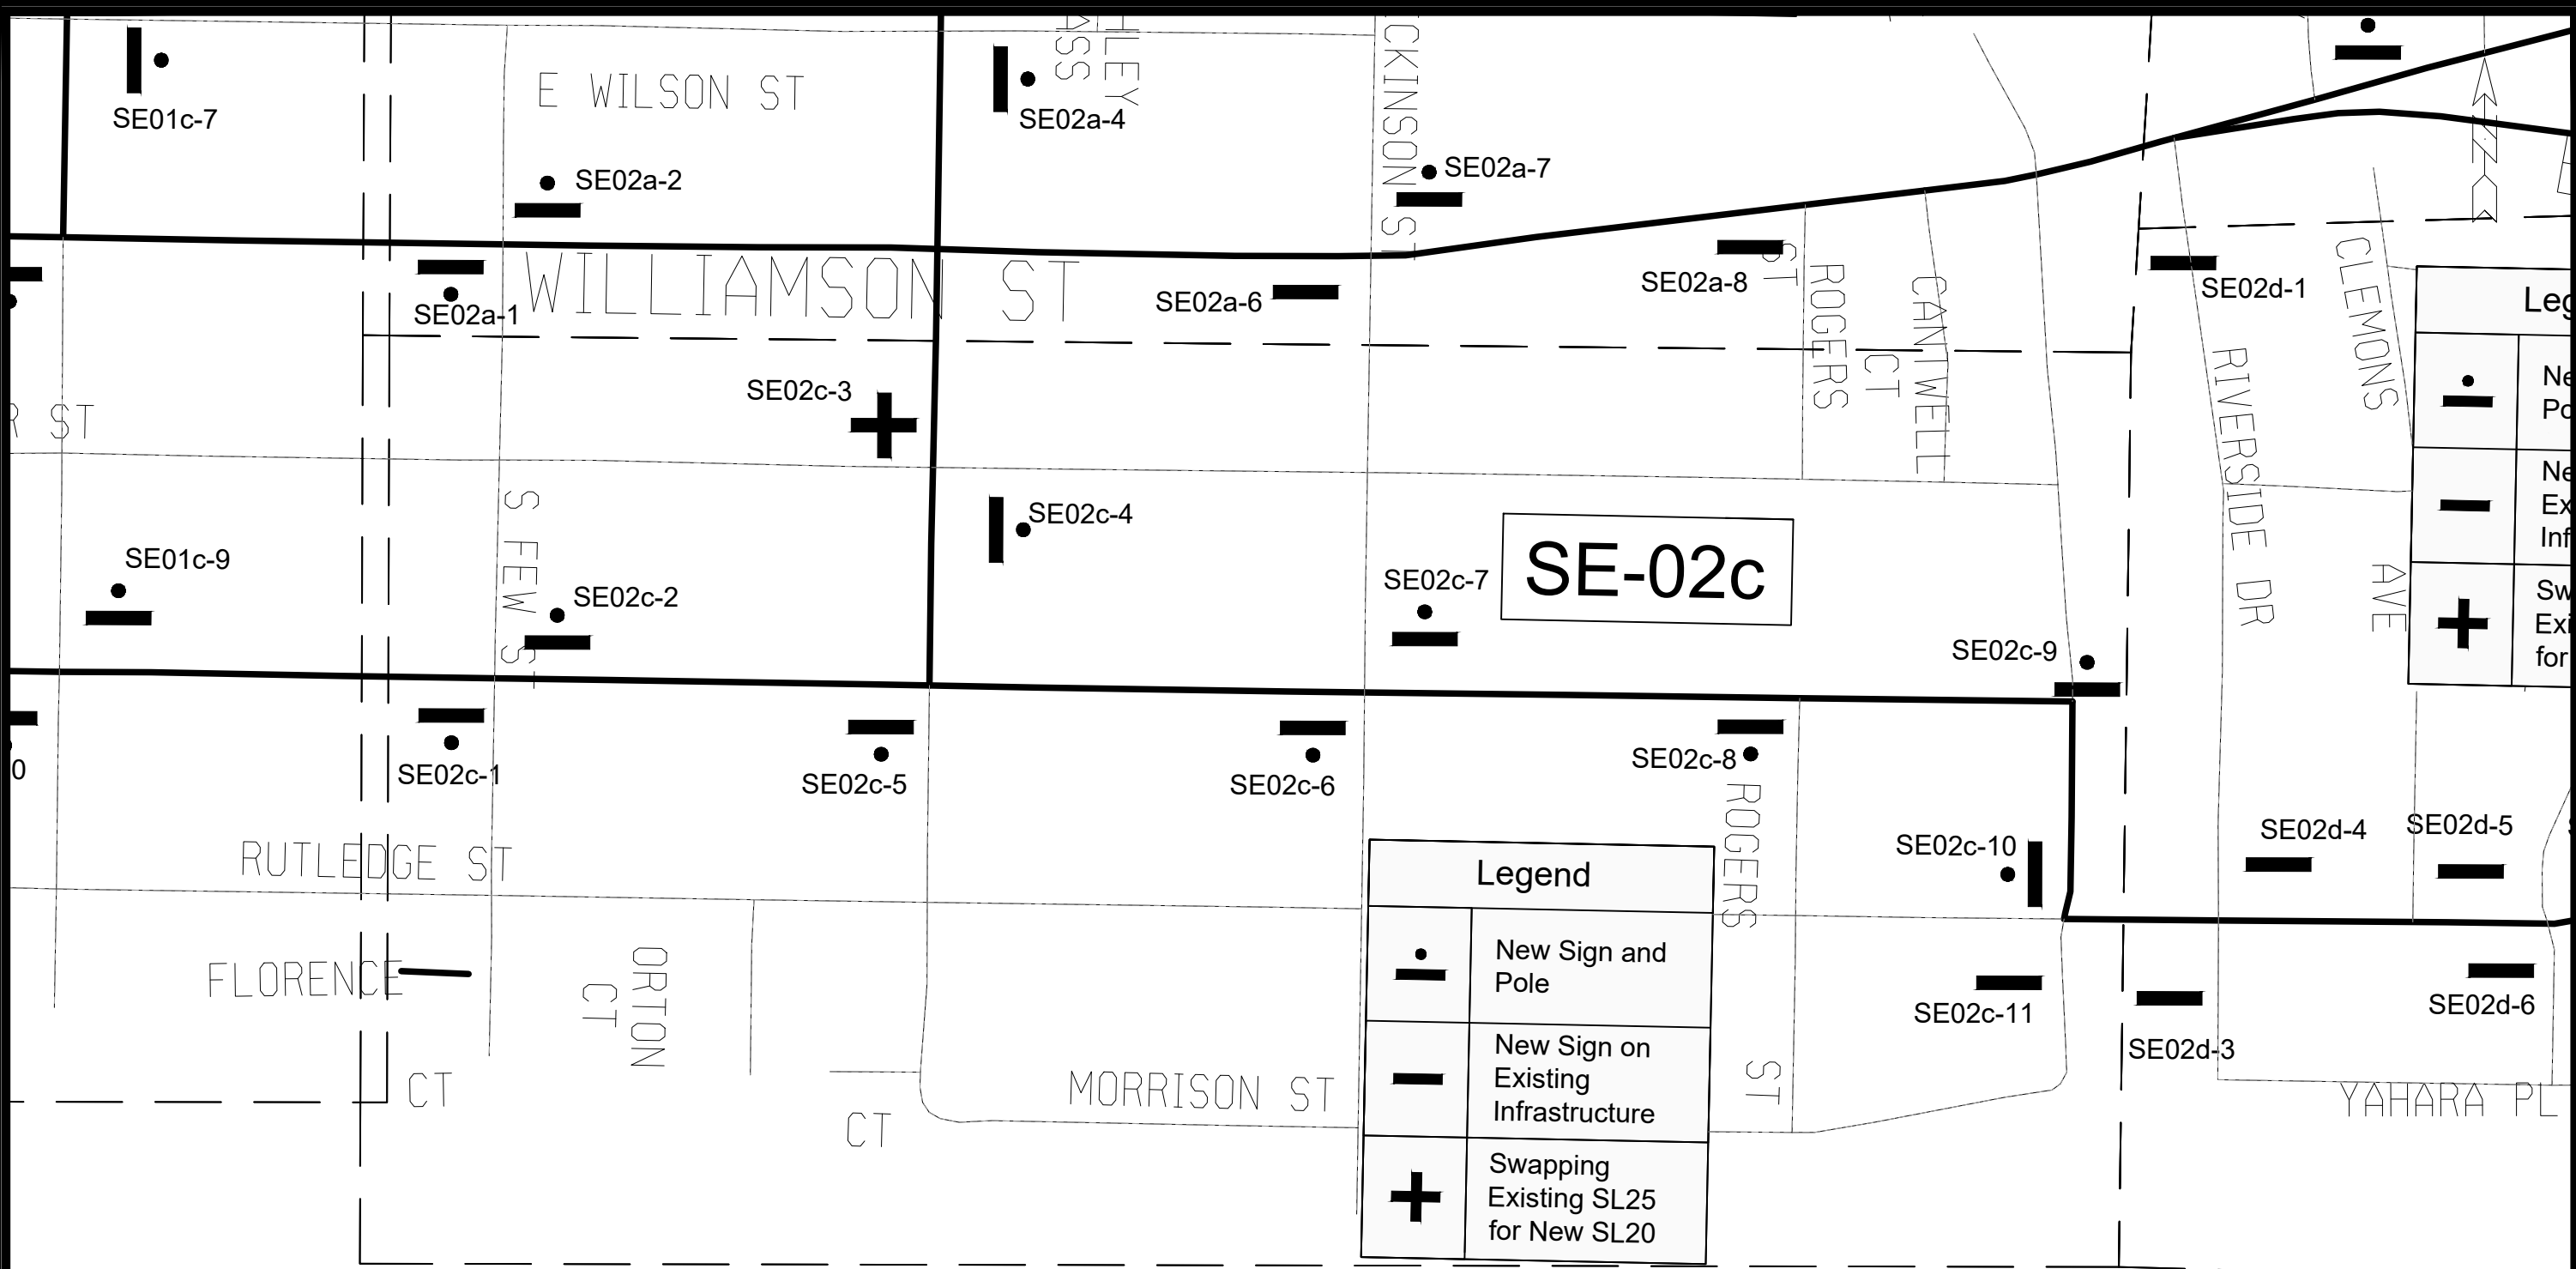 SE01c-7
E WILSON ST
SE02a-4
SE02a-2
SE02a-7
WILLIAMSON ST
SE02a-1
SE02a-6
SE02a-8
CT
ROGERS
CANTWELL
CT
SE02d-1
CLEMONS
AVE
RIVERSIDE DR
SE02c-3
ST
SE01c-9
S FEW S
SE02c-2
SE02c-4
SE02c-7
SE-02c
SE02c-9
SE02c-1
SE02c-5
SE02c-6
SE02c-8
0
RUTLEDGE ST
ROGERS
ST
SE02c-10
SE02d-4
SE02d-5
FLORENCE
CT
ORTON
CT
MORRISON ST
CT
SE02c-11
SE02d-3
SE02d-6
YAHARA PL
Legend
New Sign and
Pole
New Sign on
Existing
Infrastructure
Swapping
Existing SL25
for New SL20
for